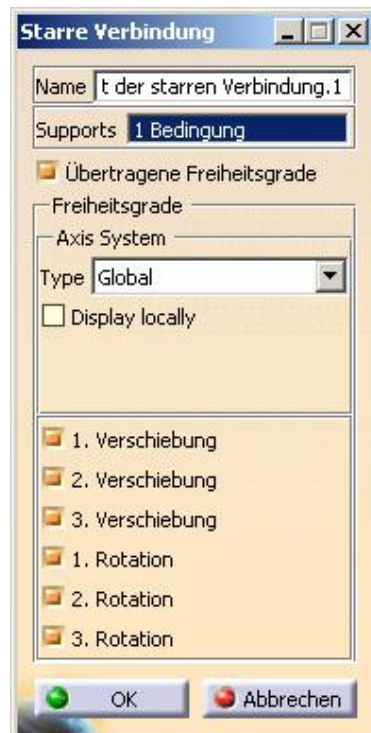 Starre Verbindung
Name t der starren Verbindung.1
Supports 1 Bedingung
Übertragene Freiheitsgrade
Freiheitsgrade
Axis System
Type Global
Display locally
1. Verschiebung
2. Verschiebung
3. Verschiebung
1. Rotation
2. Rotation
3. Rotation
OK Abbrechen